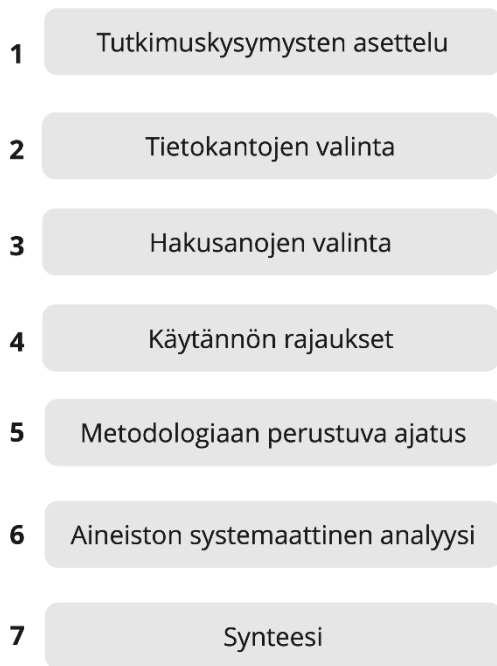 1 Tutkimuskysymysten asettelu
2 Tietokantojen valinta
3 Hakusanojen valinta
4 Käytännön rajaukset
5 Metodologiaan perustuva ajatus
6 Aineiston systemaattinen analyysi
7 Synteesi